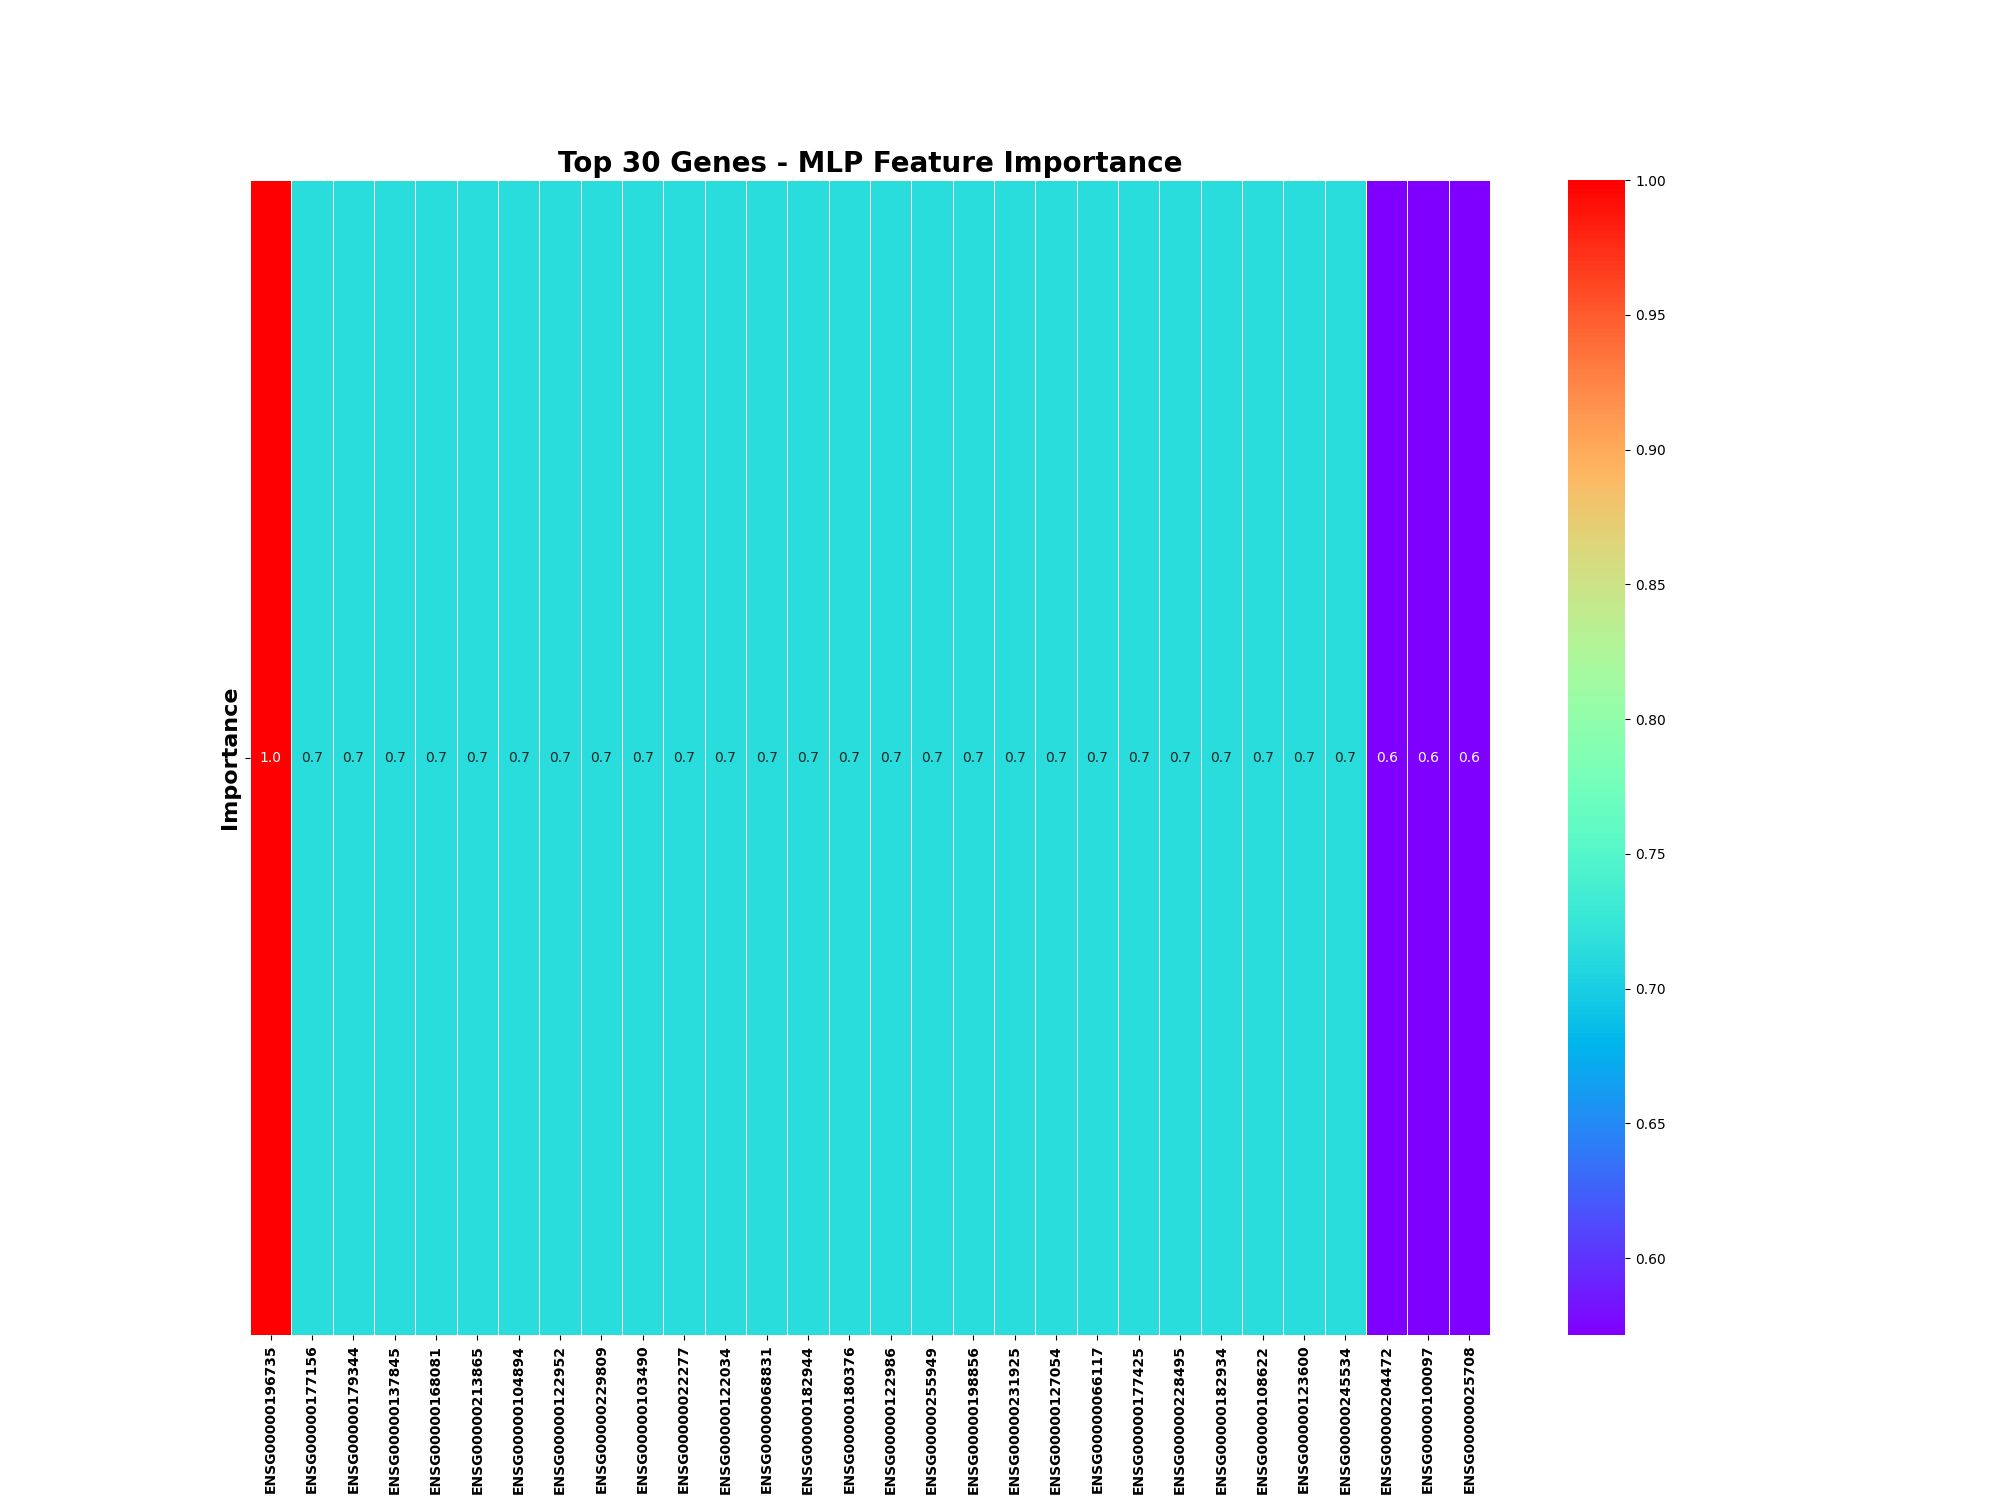 Top 30 Genes - MLP Feature Importance
Importance
1.0 0.7 0.7 0.7 0.7 0.7 0.7 0.7 0.7 0.7 0.7 0.7 0.7 0.7 0.7 0.7 0.7 0.7 0.7 0.7 0.7 0.7 0.7 0.7 0.7 0.7 0.7 0.6 0.6 0.6
ENSG00000196735
ENSG00000177156
ENSG00000179344
ENSG00000137845
ENSG00000168081
ENSG00000213865
ENSG00000104894
ENSG00000122952
ENSG00000229809
ENSG00000103490
ENSG00000022277
ENSG00000122034
ENSG00000068831
ENSG00000182944
ENSG00000180376
ENSG00000122986
ENSG00000255949
ENSG00000198856
ENSG00000231925
ENSG00000127054
ENSG00000066117
ENSG00000177425
ENSG00000228495
ENSG00000182934
ENSG00000108622
ENSG00000123600
ENSG00000245534
ENSG00000204472
ENSG00000100097
ENSG00000025708
1.00
0.95
0.90
0.85
0.80
0.75
0.70
0.65
0.60